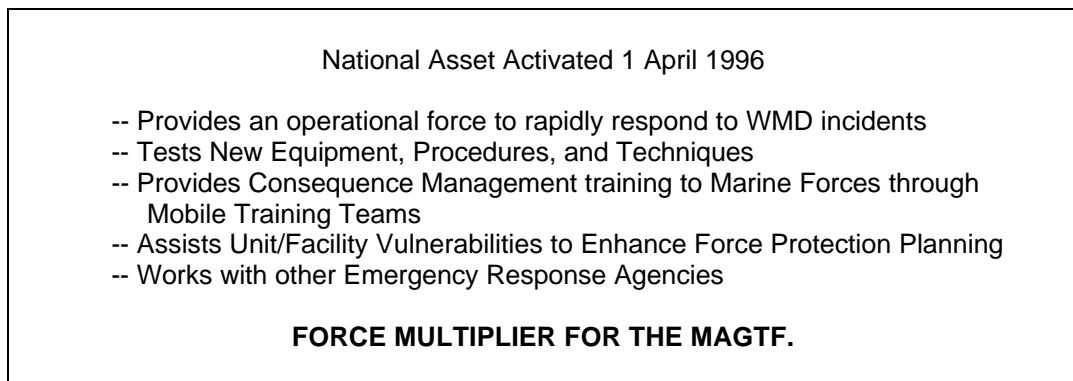 National Asset Activated 1 April 1996
-- Provides an operational force to rapidly respond to WMD incidents
-- Tests New Equipment, Procedures, and Techniques
-- Provides Consequence Management training to Marine Forces through
Mobile Training Teams
-- Assists Unit/Facility Vulnerabilities to Enhance Force Protection Planning
-- Works with other Emergency Response Agencies
FORCE MULTIPLIER FOR THE MAGTF.